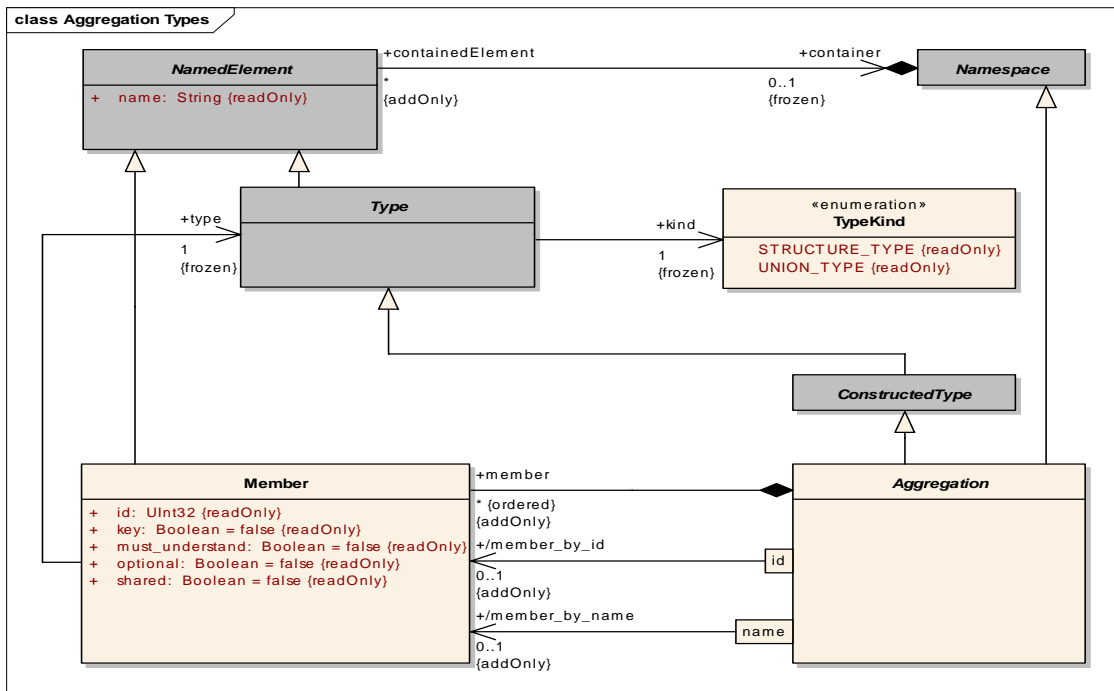 class Aggregation Types
NamedElement
+ name: String {readOnly}
+containedElement
*
{addOnly}
+container
0..1
{frozen}
Namespace
Type
+type
1
{frozen}
+kind
1
{frozen}
«enumeration»
TypeKind
STRUCTURE_TYPE {readOnly}
UNION_TYPE {readOnly}
ConstructedType
Member
+ id: UInt32 {readOnly}
+ key: Boolean = false {readOnly}
+ must_understand: Boolean = false {readOnly}
+ optional: Boolean = false {readOnly}
+ shared: Boolean = false {readOnly}
+member
* {ordered}
{addOnly}
+/member_by_id
0..1
{addOnly}
id
+/member_by_name
0..1
{addOnly}
name
Aggregation